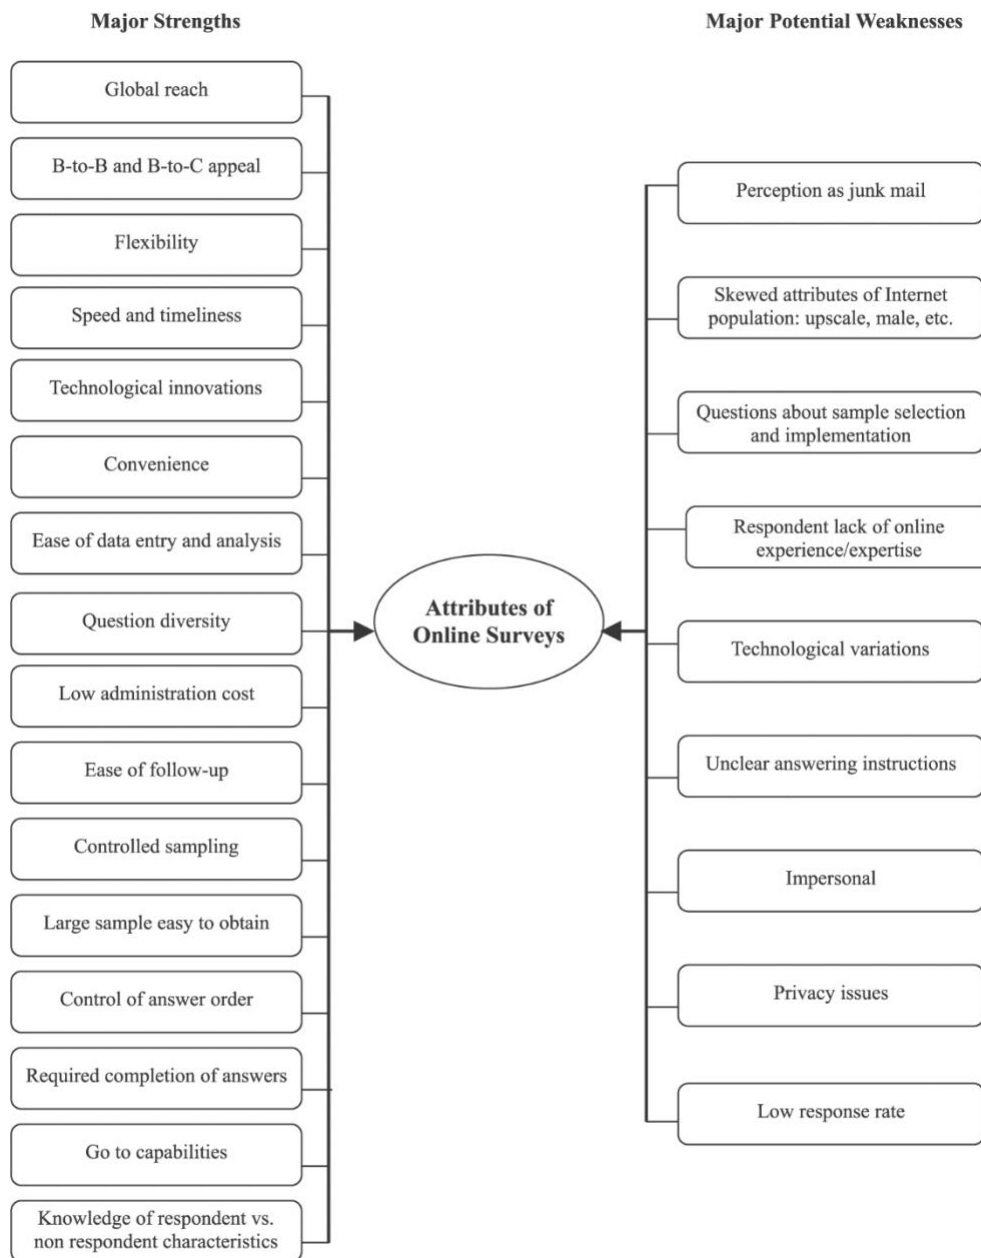 Major Strengths
Major Potential Weaknesses
Global reach
B-to-B and B-to-C appeal
Flexibility
Speed and timeliness
Technological innovations
Convenience
Ease of data entry and analysis
Question diversity
Low administration cost
Ease of follow-up
Controlled sampling
Large sample easy to obtain
Control of answer order
Required completion of answers
Go to capabilities
Knowledge of respondent vs.
non respondent characteristics
Attributes of
Online Surveys
Perception as junk mail
Skewed attributes of Internet
population: upscale, male, etc.
Questions about sample selection
and implementation
Respondent lack of online
experience/expertise
Technological variations
Unclear answering instructions
Impersonal
Privacy issues
Low response rate